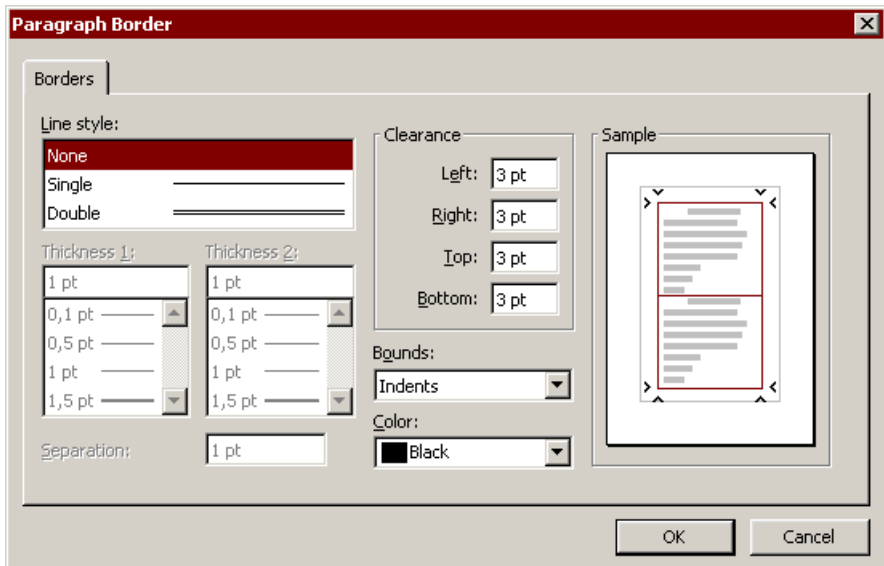 Paragraph Border
Borders
Line style:
None
Single
Double
Thickness 1:
1 pt
0,1 pt
0,5 pt
1 pt
1,5 pt
Thickness 2:
1 pt
0,1 pt
0,5 pt
1 pt
1,5 pt
Separation:
1 pt
Clearance
Left:
3 pt
Right:
3 pt
Top:
3 pt
Bottom:
3 pt
Bounds:
Indents
Color:
Black
Sample
OK
Cancel